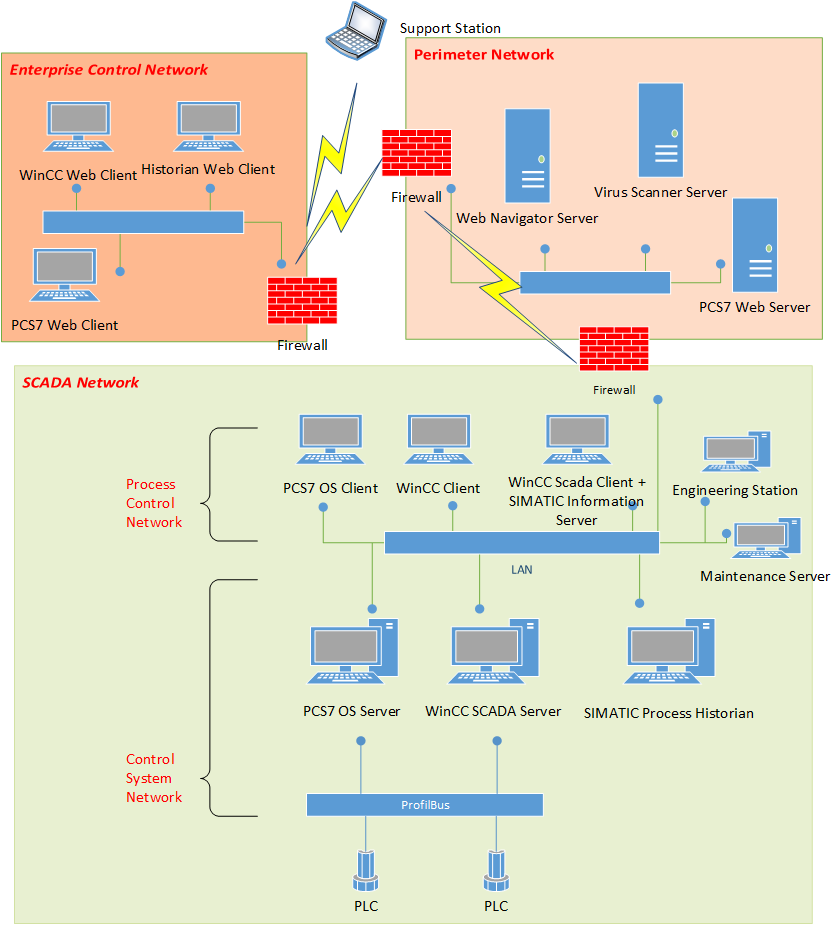 Support Station
Enterprise Control Network
Perimeter Network
WinCC Web Client
Historian Web Client
PCS7 Web Client
Firewall
Firewall
Web Navigator Server
Virus Scanner Server
PCS7 Web Server
Firewall
SCADA Network
Process
Control
Network
PCS7 OS Client
WinCC Client
WinCC Scada Client +
SIMATIC Information
Server
Engineering Station
Maintenance Server
LAN
PCS7 OS Server
WinCC SCADA Server
SIMATIC Process Historian
Control
System
Network
ProfilBus
PLC
PLC